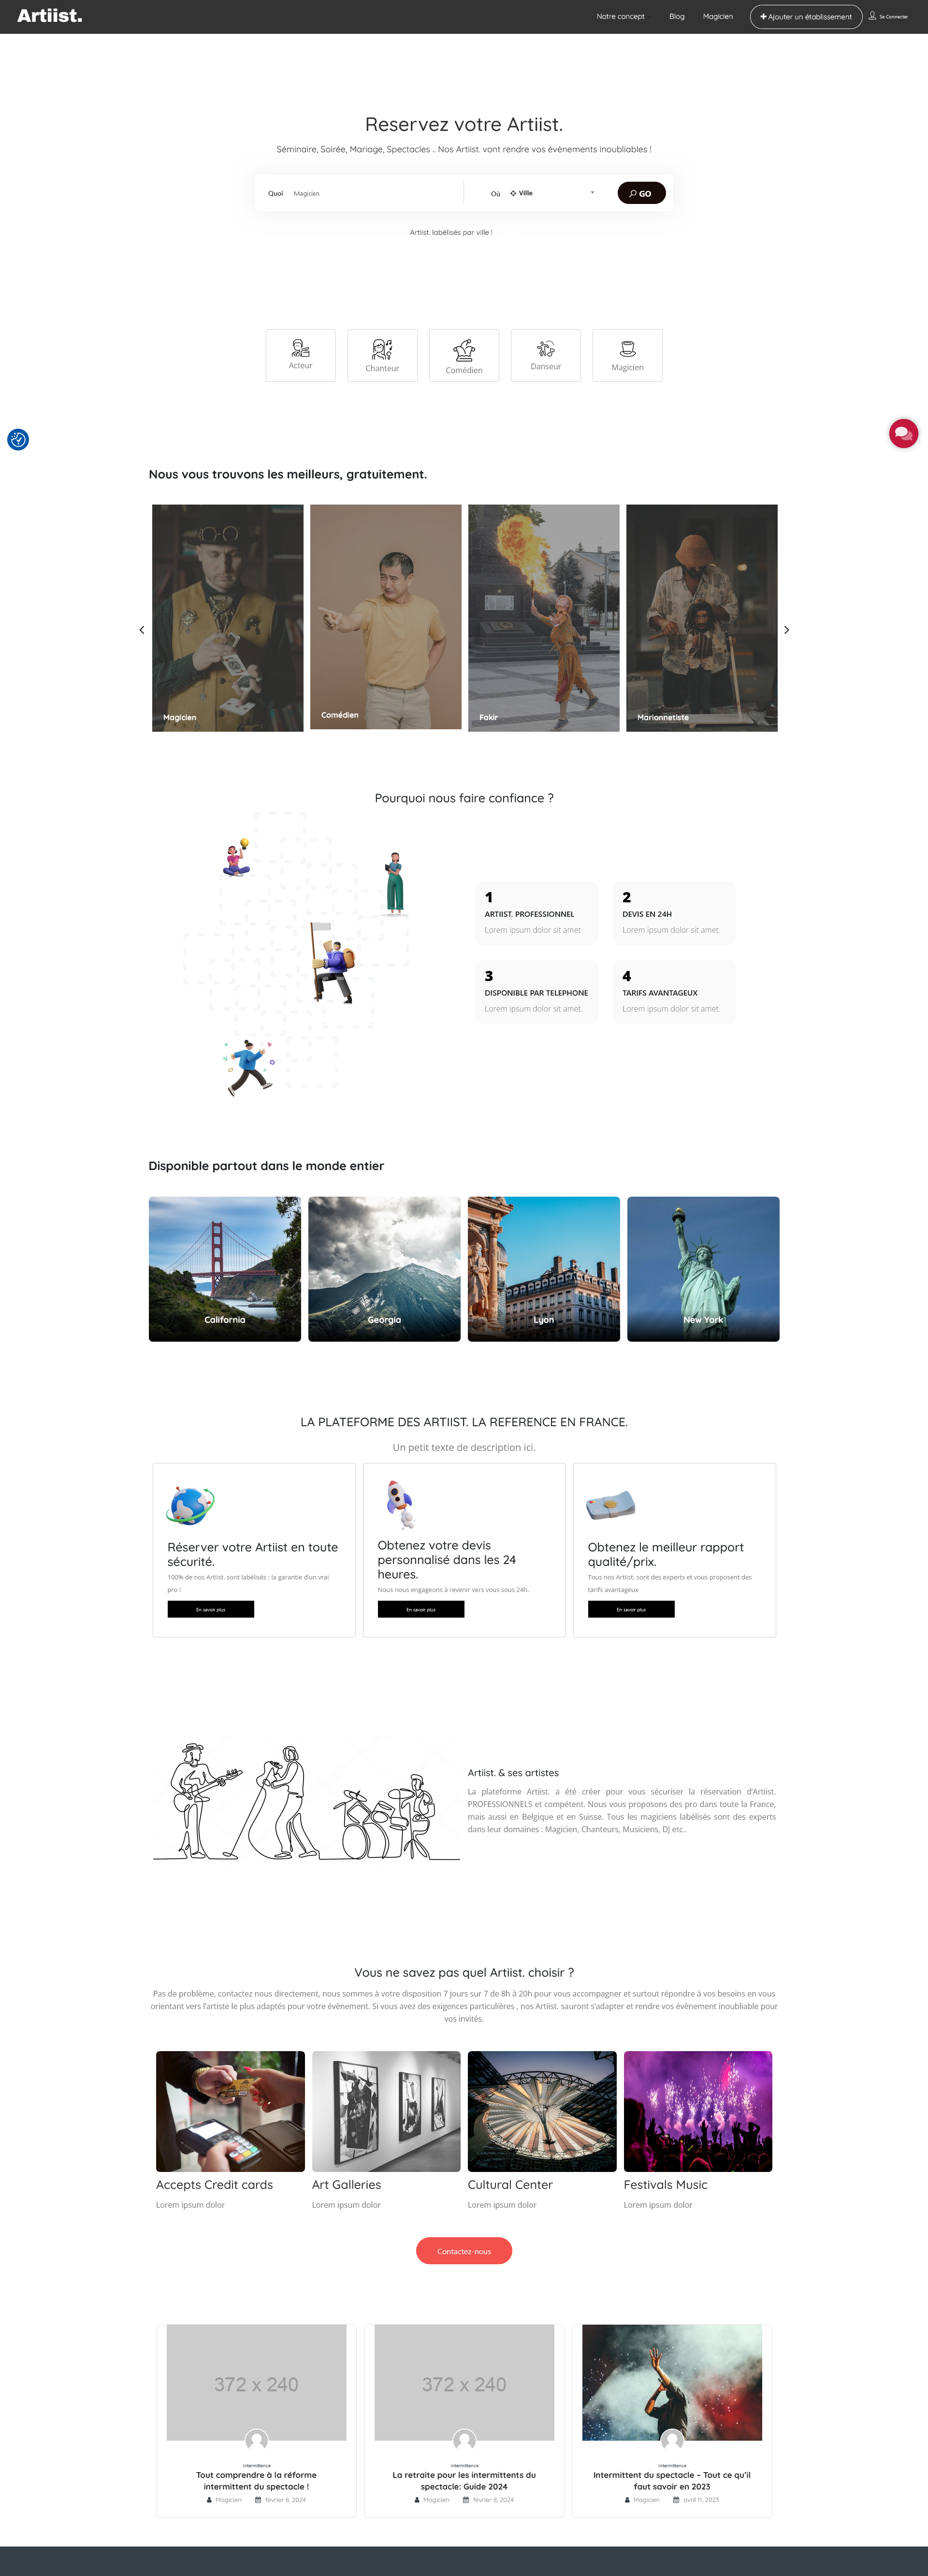 Artiist.
Notre concept
Blog
Magicien
Ajouter un établissement
Se Connecter
Reservez votre Artiist.
Séminaire, Soirée, Mariage, Spectacles .. Nos Artiist. vont rendre vos évènements inoubliables !
Quoi
Magicien
Où
Ville
GO
Artiist. labélisés par ville !
Acteur
Chanteur
Comédien
Danseur
Magicien
Nous vous trouvons les meilleurs, gratuitement.
Magicien
Comédien
Fakir
Marionnetiste
Pourquoi nous faire confiance ?
1
ARTIIST. PROFESSIONNEL
Lorem ipsum dolor sit amet.
2
DEVIS EN 24H
Lorem ipsum dolor sit amet.
3
DISPONIBLE PAR TELEPHONE
Lorem ipsum dolor sit amet.
4
TARIFS AVANTAGEUX
Lorem ipsum dolor sit amet.
Disponible partout dans le monde entier
California
Georgia
Lyon
New York
LA PLATEFORME DES ARTIIST. LA REFERENCE EN FRANCE.
Un petit texte de description ici.
Réserver votre Artiist en toute
sécurité.
100% de nos Artiist. sont labélisés : la garantie d'un vrai
pro !
En savoir plus
Obtenez votre devis
personnalisé dans les 24
heures.
Nous nous engageons à revenir vers vous sous 24h.
En savoir plus
Obtenez le meilleur rapport
qualité/prix.
Tous nos Artiist. sont des experts et vous proposent des
tarifs avantageux
En savoir plus
Artiist. & ses artistes
La plateforme Artiist. a été créer pour vous sécuriser la réservation d'Artiist.
PROFESSIONNELS et compétent. Nous vous proposons des pro dans toute la France,
mais aussi en Belgique et en Suisse. Tous les magiciens labélisés sont des experts
dans leur domaines : Magicien, Chanteurs, Musiciens, DJ etc..
Vous ne savez pas quel Artiist. choisir ?
Pas de problème, contactez nous directement, nous sommes à votre disposition 7 jours sur 7 de 8h à 20h pour vous accompagner et surtout répondre à vos besoins en vous
orientant vers l'artiste le plus adaptés pour votre évènement. Si vous avez des exigences particulières , nos Artiist. sauront s'adapter et rendre vos évènement inoubliable pour
vos invités.
Accepts Credit cards
Lorem ipsum dolor
Art Galleries
Lorem ipsum dolor
Cultural Center
Lorem ipsum dolor
Festivals Music
Lorem ipsum dolor
Contactez-nous
372 x 240
Intermittence
Tout comprendre à la réforme
intermittent du spectacle !
Magicien
février 8, 2024
372 x 240
Intermittence
La retraite pour les intermittents du
spectacle: Guide 2024
Magicien
février 8, 2024
Intermittence
Intermittent du spectacle – Tout ce qu'il
faut savoir en 2023
Magicien
avril 11, 2023